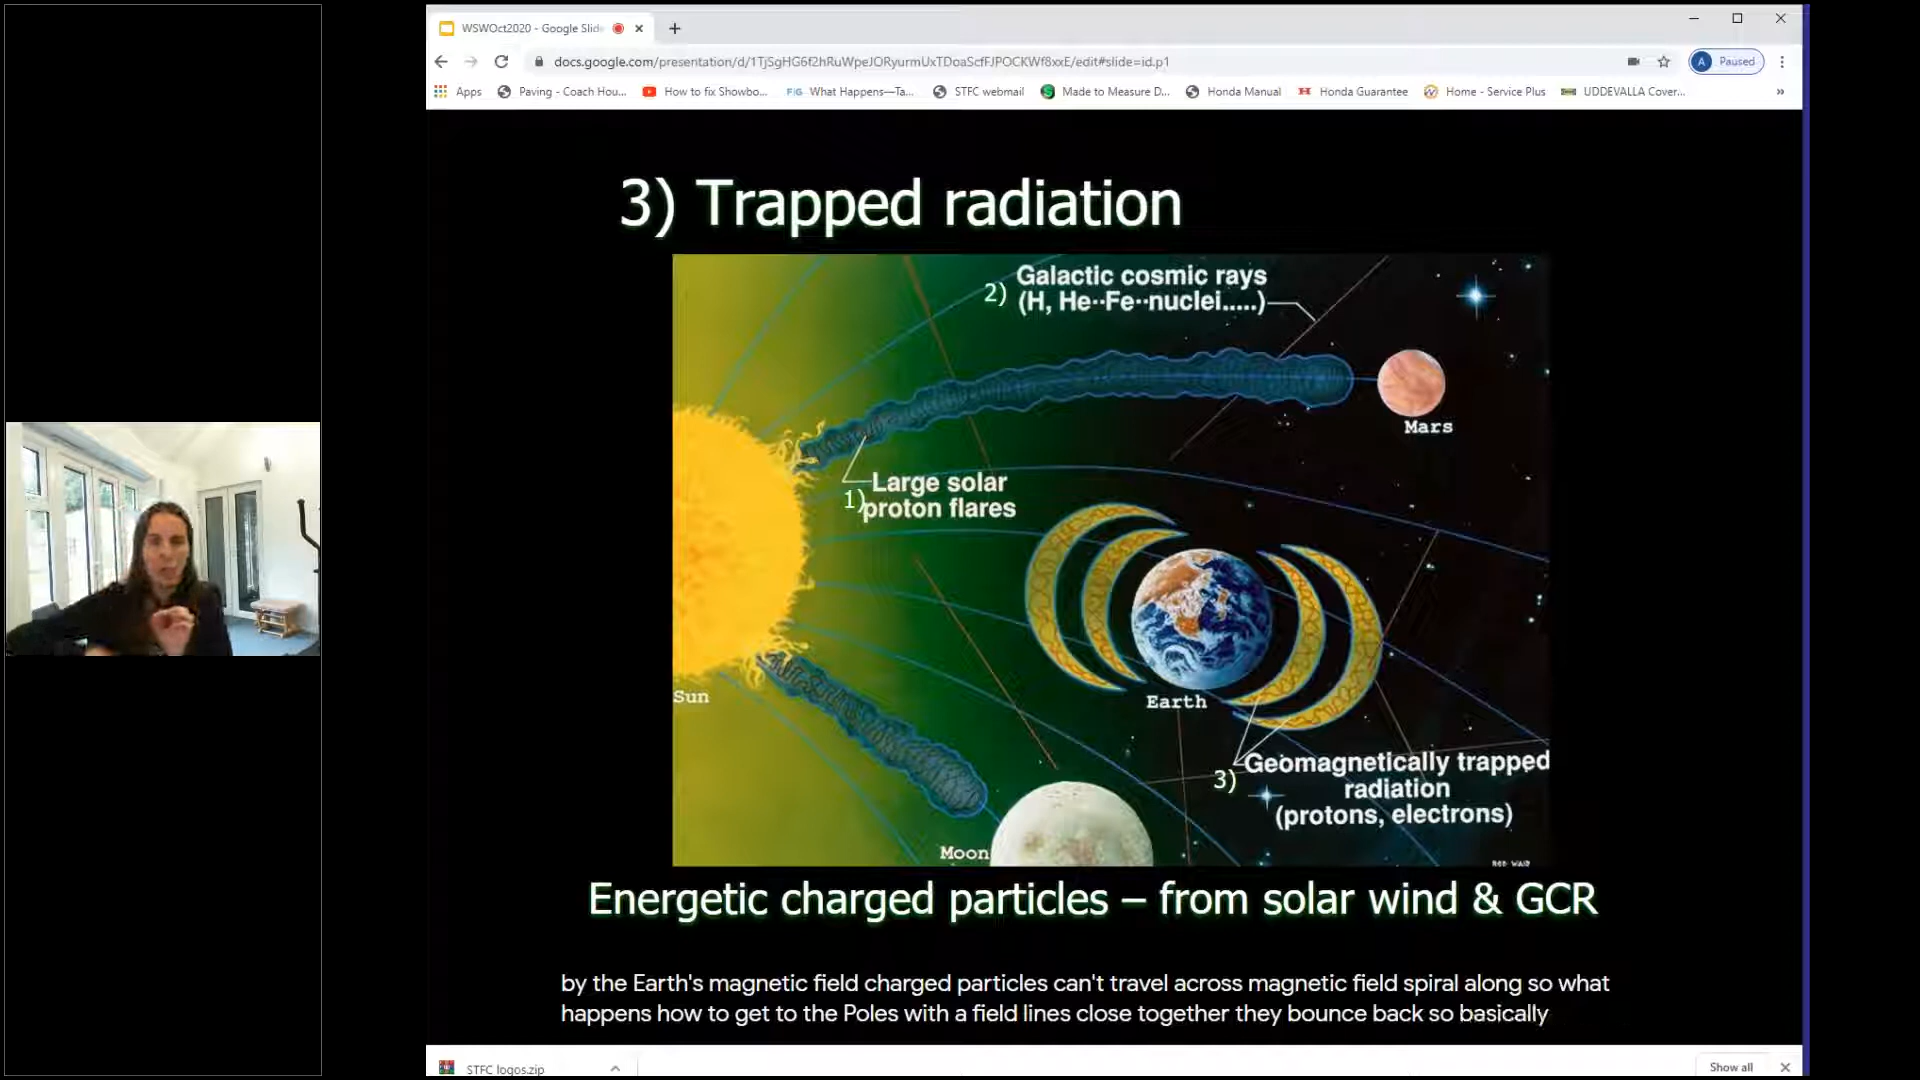 WSWOct2020 - Google Slid
docs.google.com/presentation/d/1TjSgHG6f2hRuWpeJORyurmUxTDoaScfFJPOCKWf8xxE/edit#slide=id.p1
A Paused
Apps Paving - Coach Hou... How to fix Showbo... FIG What Happens—Ta... STFC webmail Made to Measure D... Honda Manual Honda Guarantee Home - Service Plus UDDEVALLA Cover... »
3) Trapped radiation
2) Galactic cosmic rays
(H, He··Fe··nuclei.....)
Mars
1) Large solar
proton flares
Sun
Earth
3) Geomagnetically trapped
radiation
(protons, electrons)
Moon
Energetic charged particles – from solar wind & GCR
by the Earth's magnetic field charged particles can't travel across magnetic field spiral along so what
happens how to get to the Poles with a field lines close together they bounce back so basically
STFC logos.zip
Show all